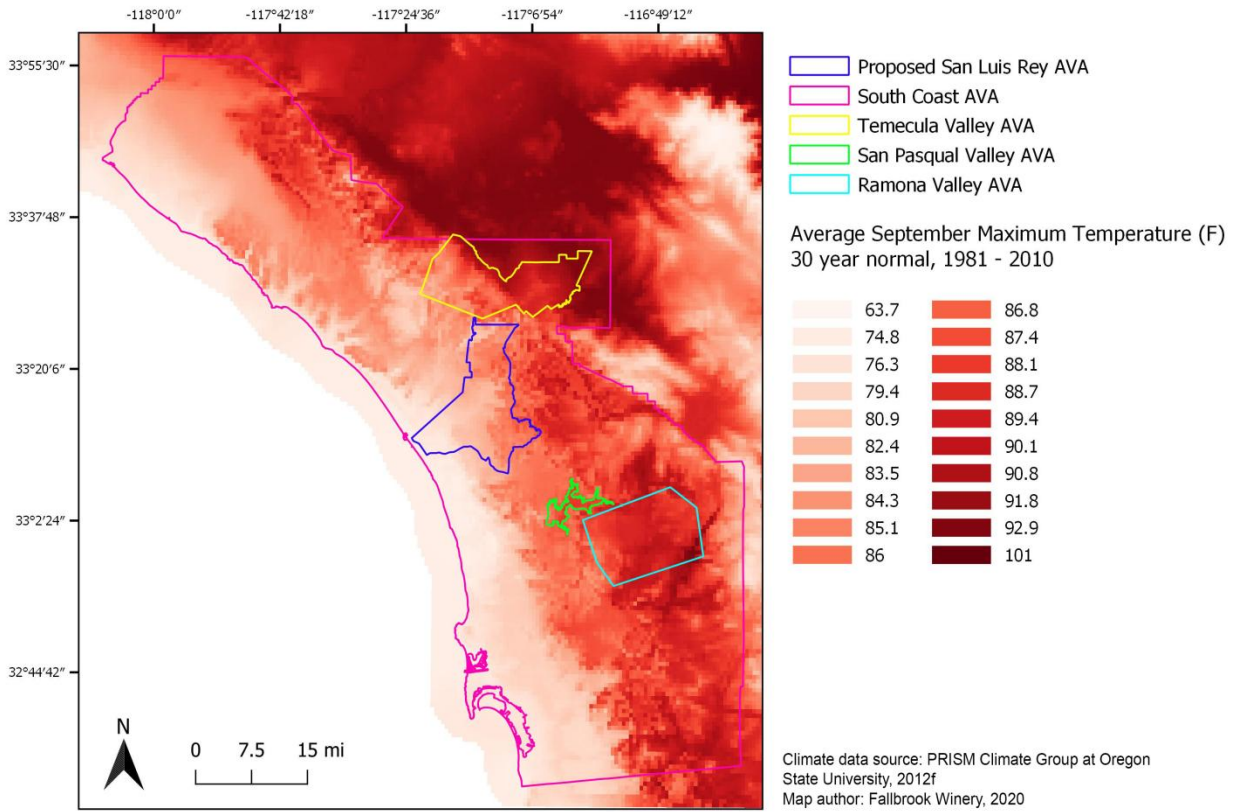 -118°0′0″ -117°42′18″ -117°24′36″ -117°6′54″ -116°49′12″
33°55′30″
33°37′48″
33°20′6″
33°2′24″
32°44′42″
N
0 7.5 15 mi
Proposed San Luis Rey AVA
South Coast AVA
Temecula Valley AVA
San Pasqual Valley AVA
Ramona Valley AVA
Average September Maximum Temperature (F)
30 year normal, 1981 - 2010
63.7 86.8
74.8 87.4
76.3 88.1
79.4 88.7
80.9 89.4
82.4 90.1
83.5 90.8
84.3 91.8
85.1 92.9
86 101
Climate data source: PRISM Climate Group at Oregon
State University, 2012f
Map author: Fallbrook Winery, 2020